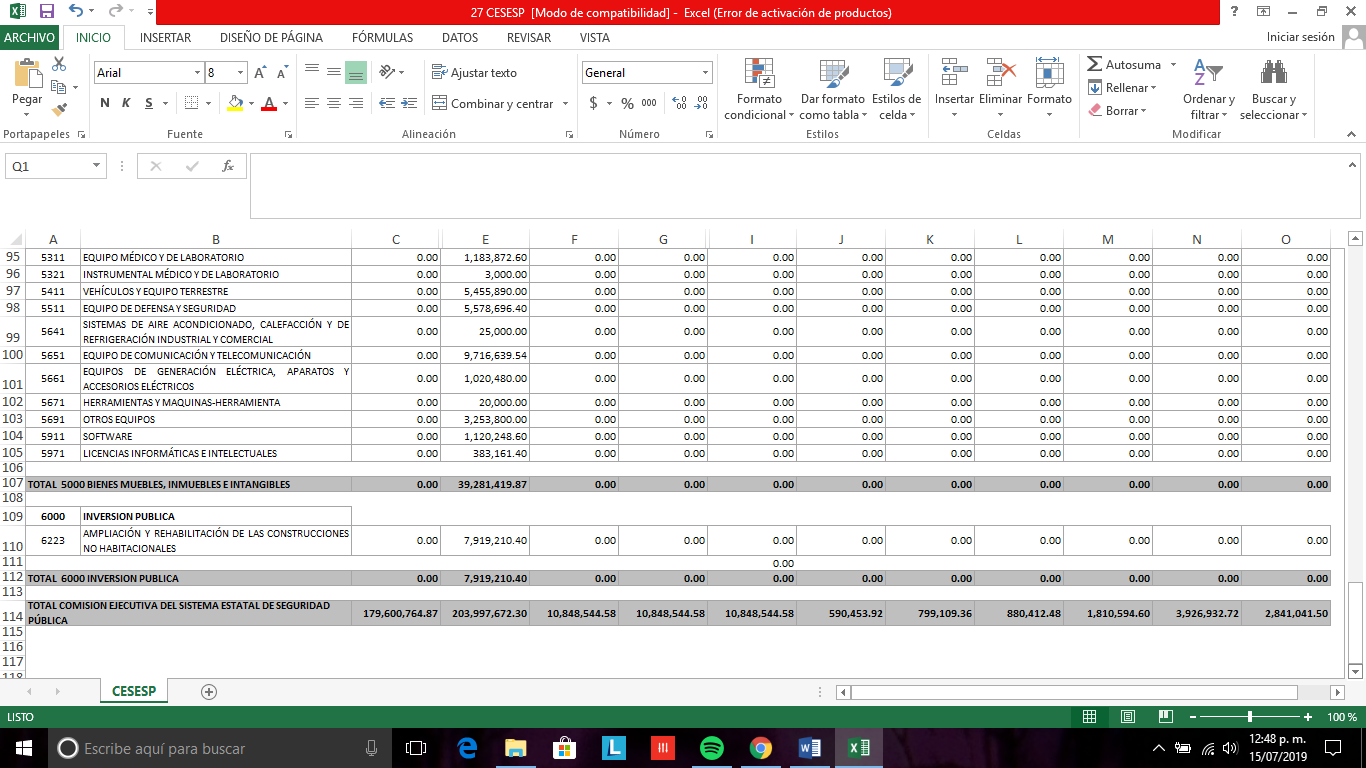 27 CESESP  [Modo de compatibilidad] -  Excel (Error de activación de productos)
?
ARCHIVO INICIO INSERTAR DISEÑO DE PÁGINA FÓRMULAS DATOS REVISAR VISTA Iniciar sesión
Pegar
Arial 8
N K S
Ajustar texto
Combinar y centrar
General
$ % 000
Formato condicional
Dar formato como tabla
Estilos de celda
Insertar Eliminar Formato
Autosuma
Rellenar
Borrar
Ordenar y filtrar
Buscar y seleccionar
Portapapeles Fuente Alineación Número Estilos Celdas Modificar
Q1 fx
A B C E F G I J K L M N O
95 5311 EQUIPO MÉDICO Y DE LABORATORIO 0.00 1,183,872.60 0.00 0.00 0.00 0.00 0.00 0.00 0.00 0.00 0.00
96 5321 INSTRUMENTAL MÉDICO Y DE LABORATORIO 0.00 3,000.00 0.00 0.00 0.00 0.00 0.00 0.00 0.00 0.00 0.00
97 5411 VEHÍCULOS Y EQUIPO TERRESTRE 0.00 5,455,890.00 0.00 0.00 0.00 0.00 0.00 0.00 0.00 0.00 0.00
98 5511 EQUIPO DE DEFENSA Y SEGURIDAD 0.00 5,578,696.40 0.00 0.00 0.00 0.00 0.00 0.00 0.00 0.00 0.00
SISTEMAS DE AIRE ACONDICIONADO, CALEFACCIÓN Y DE
99 5641 REFRIGERACIÓN INDUSTRIAL Y COMERCIAL 0.00 25,000.00 0.00 0.00 0.00 0.00 0.00 0.00 0.00 0.00 0.00
100 5651 EQUIPO DE COMUNICACIÓN Y TELECOMUNICACIÓN 0.00 9,716,639.54 0.00 0.00 0.00 0.00 0.00 0.00 0.00 0.00 0.00
EQUIPOS DE GENERACIÓN ELÉCTRICA, APARATOS Y
101 5661 ACCESORIOS ELÉCTRICOS 0.00 1,020,480.00 0.00 0.00 0.00 0.00 0.00 0.00 0.00 0.00 0.00
102 5671 HERRAMIENTAS Y MAQUINAS-HERRAMIENTA 0.00 20,000.00 0.00 0.00 0.00 0.00 0.00 0.00 0.00 0.00 0.00
103 5691 OTROS EQUIPOS 0.00 3,253,800.00 0.00 0.00 0.00 0.00 0.00 0.00 0.00 0.00 0.00
104 5911 SOFTWARE 0.00 1,120,248.60 0.00 0.00 0.00 0.00 0.00 0.00 0.00 0.00 0.00
105 5971 LICENCIAS INFORMÁTICAS E INTELECTUALES 0.00 383,161.40 0.00 0.00 0.00 0.00 0.00 0.00 0.00 0.00 0.00
106
107 TOTAL  5000 BIENES MUEBLES, INMUEBLES E INTANGIBLES 0.00 39,281,419.87 0.00 0.00 0.00 0.00 0.00 0.00 0.00 0.00 0.00
108
109 6000 INVERSION PUBLICA
AMPLIACIÓN Y REHABILITACIÓN DE LAS CONSTRUCCIONES
110 6223 NO HABITACIONALES 0.00 7,919,210.40 0.00 0.00 0.00 0.00 0.00 0.00 0.00 0.00 0.00
111 0.00
112 TOTAL  6000 INVERSION PUBLICA 0.00 7,919,210.40 0.00 0.00 0.00 0.00 0.00 0.00 0.00 0.00 0.00
113
TOTAL COMISION EJECUTIVA DEL SISTEMA ESTATAL DE SEGURIDAD
114 PÚBLICA 179,600,764.87 203,997,672.30 10,848,544.58 10,848,544.58 10,848,544.58 590,453.92 799,109.36 880,412.48 1,810,594.60 3,926,932.72 2,841,041.50
115
116
117
118
CESESP
LISTO 100 %
Escribe aquí para buscar
12:48 p. m.
15/07/2019